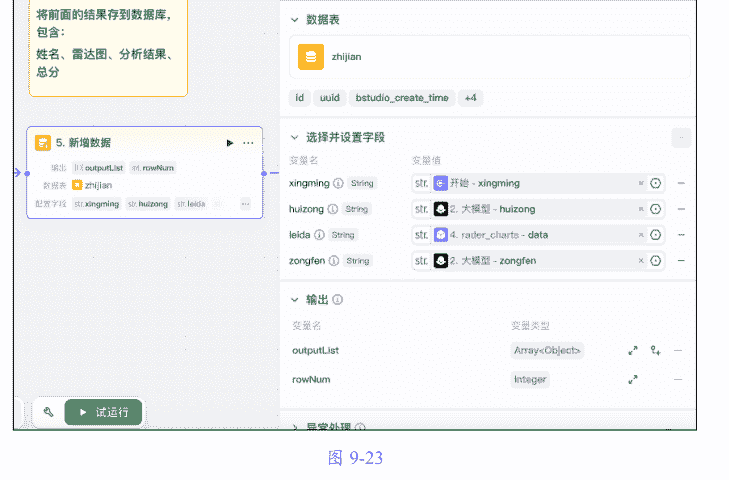 将前面的结果存到数据库，
包含：
姓名、雷达图、分析结果、
总分
5. 新增数据
输出 outputList int. rowNum
数据表 zhijian
配置字段 str.xingming str.huizong str.leida
试运行
数据表
zhijian
id uuid bstudio_create_time +4
选择并设置字段
变量名 变量值
xingming String str. 开始 - xingming
huizong String str. 2. 大模型 - huizong
leida String str. 4. rader_charts - data
zongfen String str. 2. 大模型 - zongfen
输出
变量名 变量类型
outputList Array<Object>
rowNum Integer
异常处理
图 9-23